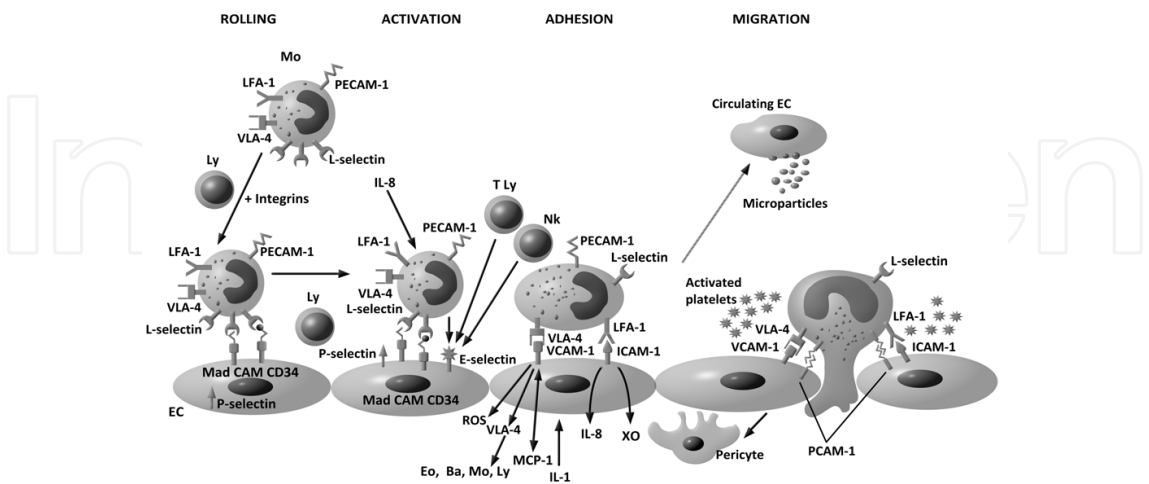 ROLLING
ACTIVATION
ADHESION
MIGRATION
Mo
LFA-1
PECAM-1
VLA-4
L-selectin
Ly
+ Integrins
LFA-1
PECAM-1
VLA-4
L-selectin
Ly
Mad CAM CD34
P-selectin
EC
IL-8
PECAM-1
LFA-1
VLA-4
L-selectin
T Ly
Nk
P-selectin
E-selectin
Mad CAM CD34
PECAM-1
L-selectin
LFA-1
VLA-4
VCAM-1
ICAM-1
ROS
VLA-4
Eo, Ba, Mo, Ly
MCP-1
IL-1
IL-8
XO
Circulating EC
Microparticles
Activated
platelets
L-selectin
VLA-4
LFA-1
VCAM-1
ICAM-1
Pericyte
PCAM-1